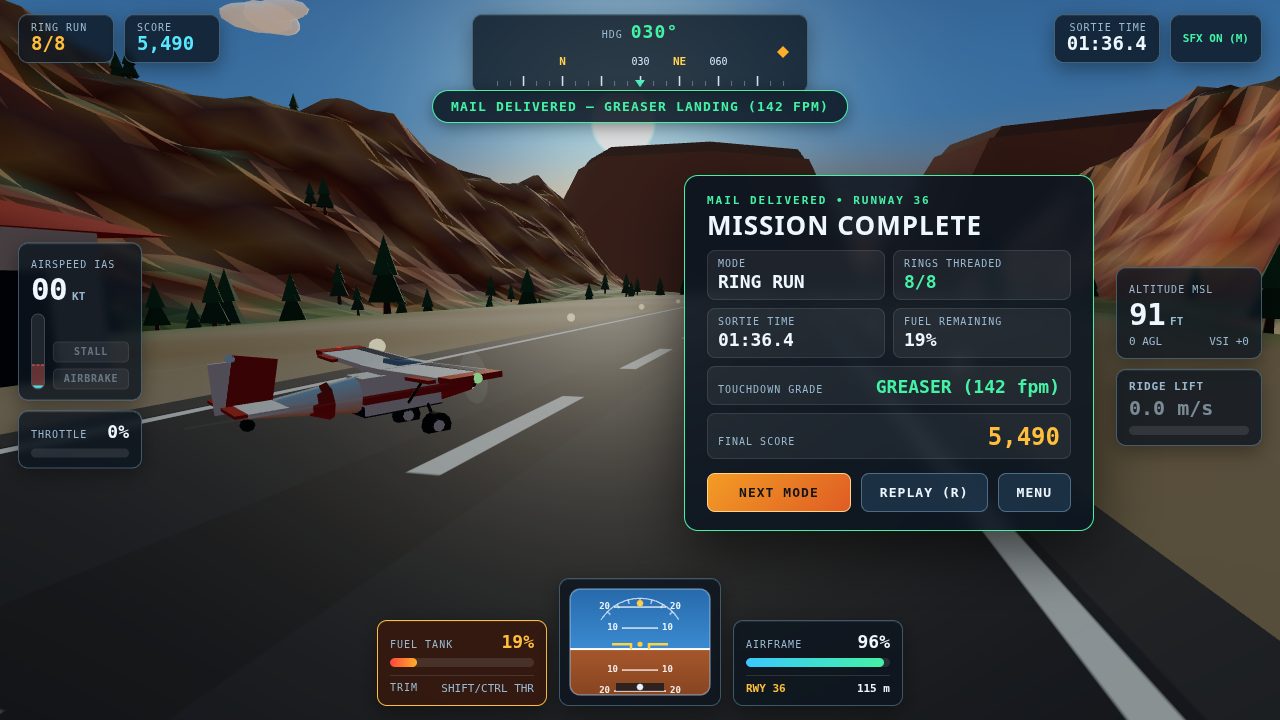 RING RUN
8/8
SCORE
5,490
HDG 030°
N 030 NE 060
SORTIE TIME
01:36.4
SFX ON (M)
MAIL DELIVERED — GREASER LANDING (142 FPM)
AIRSPEED IAS
00 KT
STALL
AIRBRAKE
THROTTLE 0%
MAIL DELIVERED • RUNWAY 36
MISSION COMPLETE
MODE
RING RUN
RINGS THREADED
8/8
SORTIE TIME
01:36.4
FUEL REMAINING
19%
TOUCHDOWN GRADE GREASER (142 fpm)
FINAL SCORE 5,490
NEXT MODE
REPLAY (R)
MENU
ALTITUDE MSL
91 FT
0 AGL VSI +0
RIDGE LIFT
0.0 m/s
FUEL TANK 19%
TRIM SHIFT/CTRL THR
20 20
10 10
10 10
20 20
AIRFRAME 96%
RWY 36 115 m